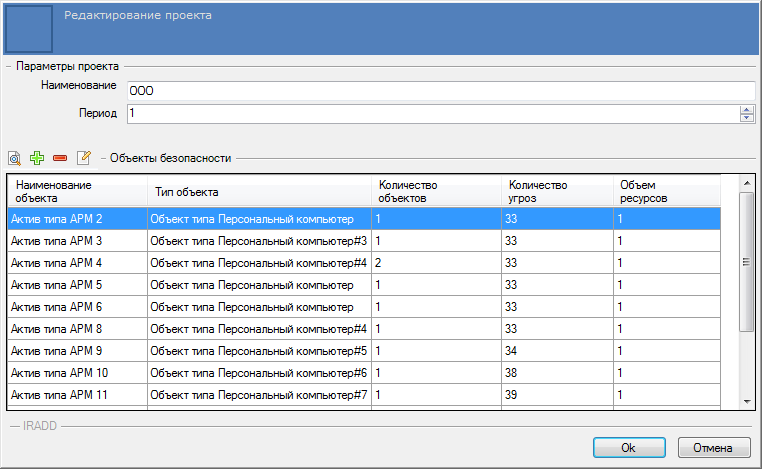 Редактирование проекта
Параметры проекта
Наименование ООО
Период 1
Объекты безопасности
Наименование объекта Тип объекта Количество объектов Количество угроз Объем ресурсов
Актив типа АРМ 2 Объект типа Персональный компьютер 1 33 1
Актив типа АРМ 3 Объект типа Персональный компьютер#3 1 33 1
Актив типа АРМ 4 Объект типа Персональный компьютер#4 2 33 1
Актив типа АРМ 5 Объект типа Персональный компьютер 1 33 1
Актив типа АРМ 6 Объект типа Персональный компьютер 1 33 1
Актив типа АРМ 8 Объект типа Персональный компьютер#4 1 33 1
Актив типа АРМ 9 Объект типа Персональный компьютер#5 1 34 1
Актив типа АРМ 10 Объект типа Персональный компьютер#6 1 38 1
Актив типа АРМ 11 Объект типа Персональный компьютер#7 1 39 1
IRADD
Ok Отмена